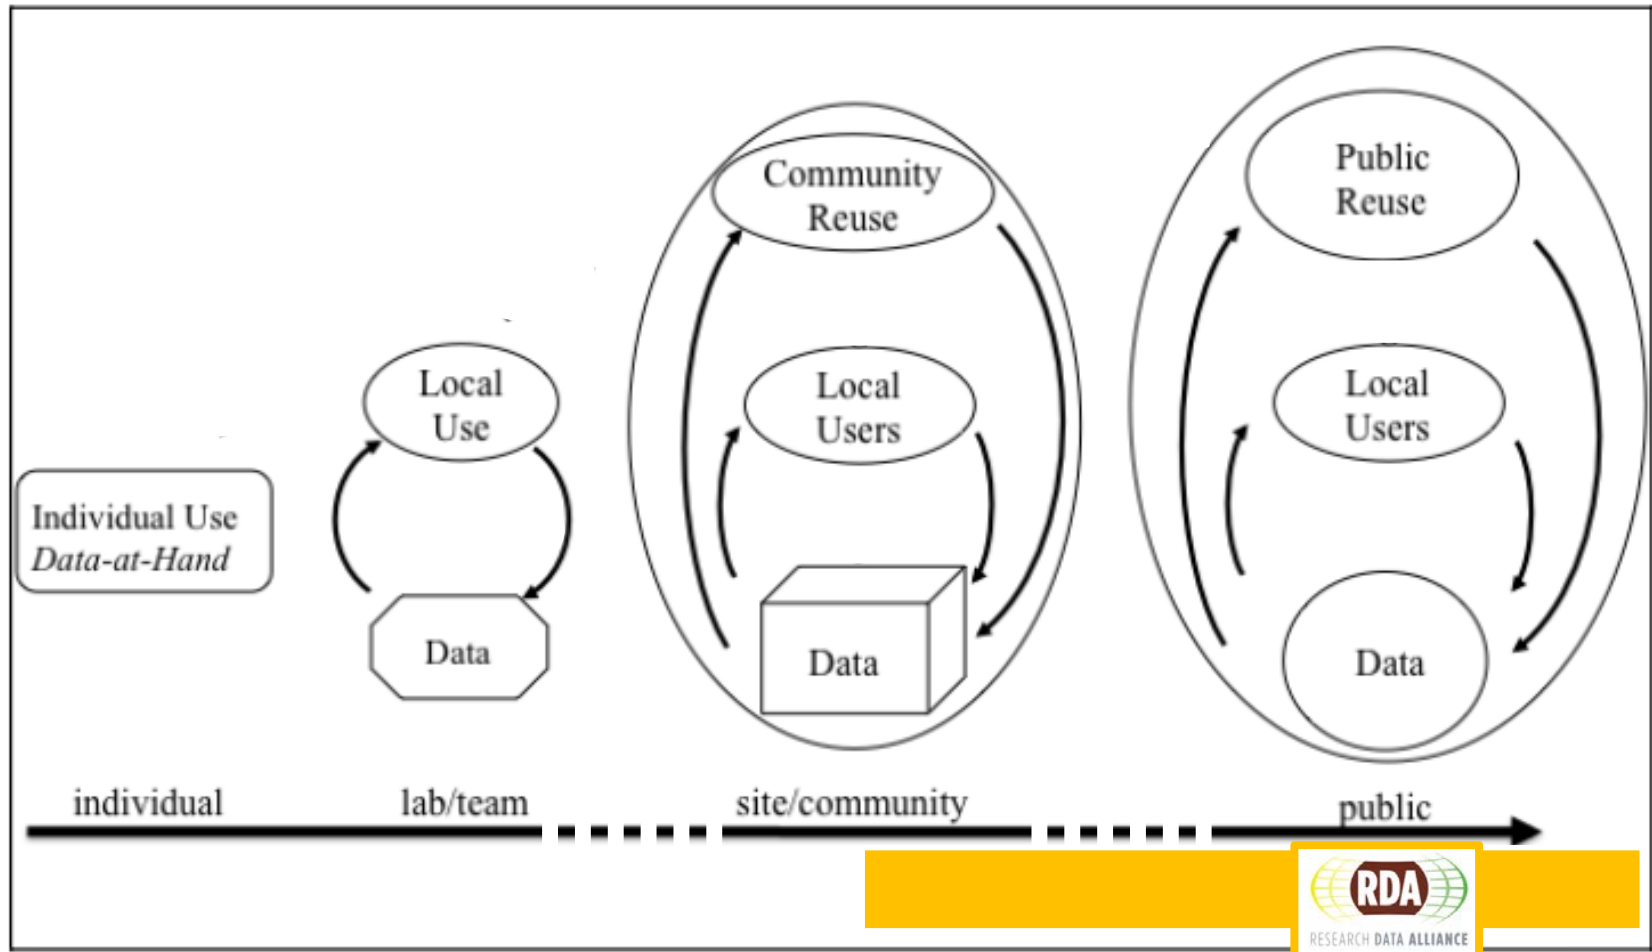 Individual Use
Data-at-Hand
Local
Use
Data
Community
Reuse
Local
Users
Data
Public
Reuse
Local
Users
Data
individual
lab/team
site/community
public
RDA
RESEARCH DATA ALLIANCE